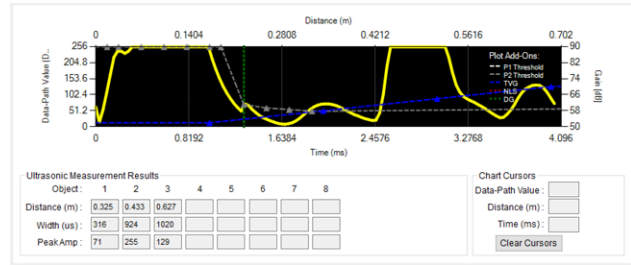 Distance (m)
0 0.1404 0.2808 0.4212 0.5616 0.702
256 90
204.8 82
153.6 74
102.4 66
51.2 58
0 50
Data-Path Value (D...
Gain [dB]
Plot Add-Ons:
P1 Threshold
P2 Threshold
TVG
NLS
DG
0 0.8192 1.6384 2.4576 3.2768 4.096
Time (ms)
Ultrasonic Measurement Results
Object: 1 2 3 4 5 6 7 8
Distance (m): 0.325 0.433 0.627
Width (us): 316 924 1020
Peak Amp: 71 255 129
Chart Cursors
Data-Path Value :
Distance (m) :
Time (ms) :
Clear Cursors